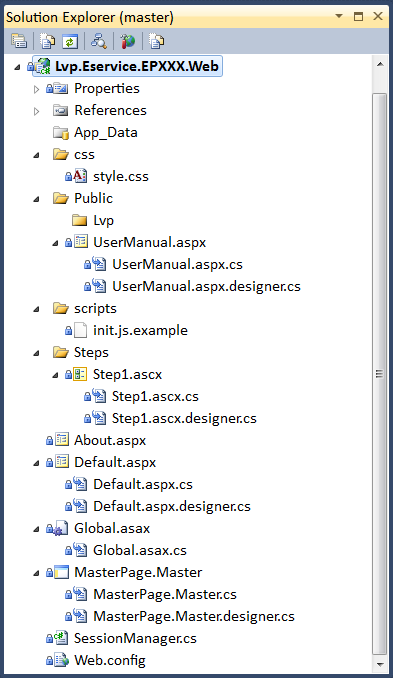 Solution Explorer (master)
Lvp.Eservice.EPXXX.Web
Properties
References
App_Data
css
style.css
Public
Lvp
UserManual.aspx
UserManual.aspx.cs
UserManual.aspx.designer.cs
scripts
init.js.example
Steps
Step1.ascx
Step1.ascx.cs
Step1.ascx.designer.cs
About.aspx
Default.aspx
Default.aspx.cs
Default.aspx.designer.cs
Global.asax
Global.asax.cs
MasterPage.Master
MasterPage.Master.cs
MasterPage.Master.designer.cs
SessionManager.cs
Web.config